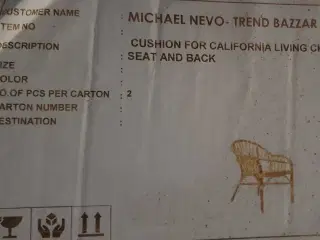 CUSTOMER NAME : MICHAEL NEVO- TREND BAZZAR
ITEM NO :
DESCRIPTION : CUSHION FOR CALIFORNIA LIVING CH
SIZE : SEAT AND BACK
COLOR :
NO.OF PCS PER CARTON : 2
CARTON NUMBER :
DESTINATION :